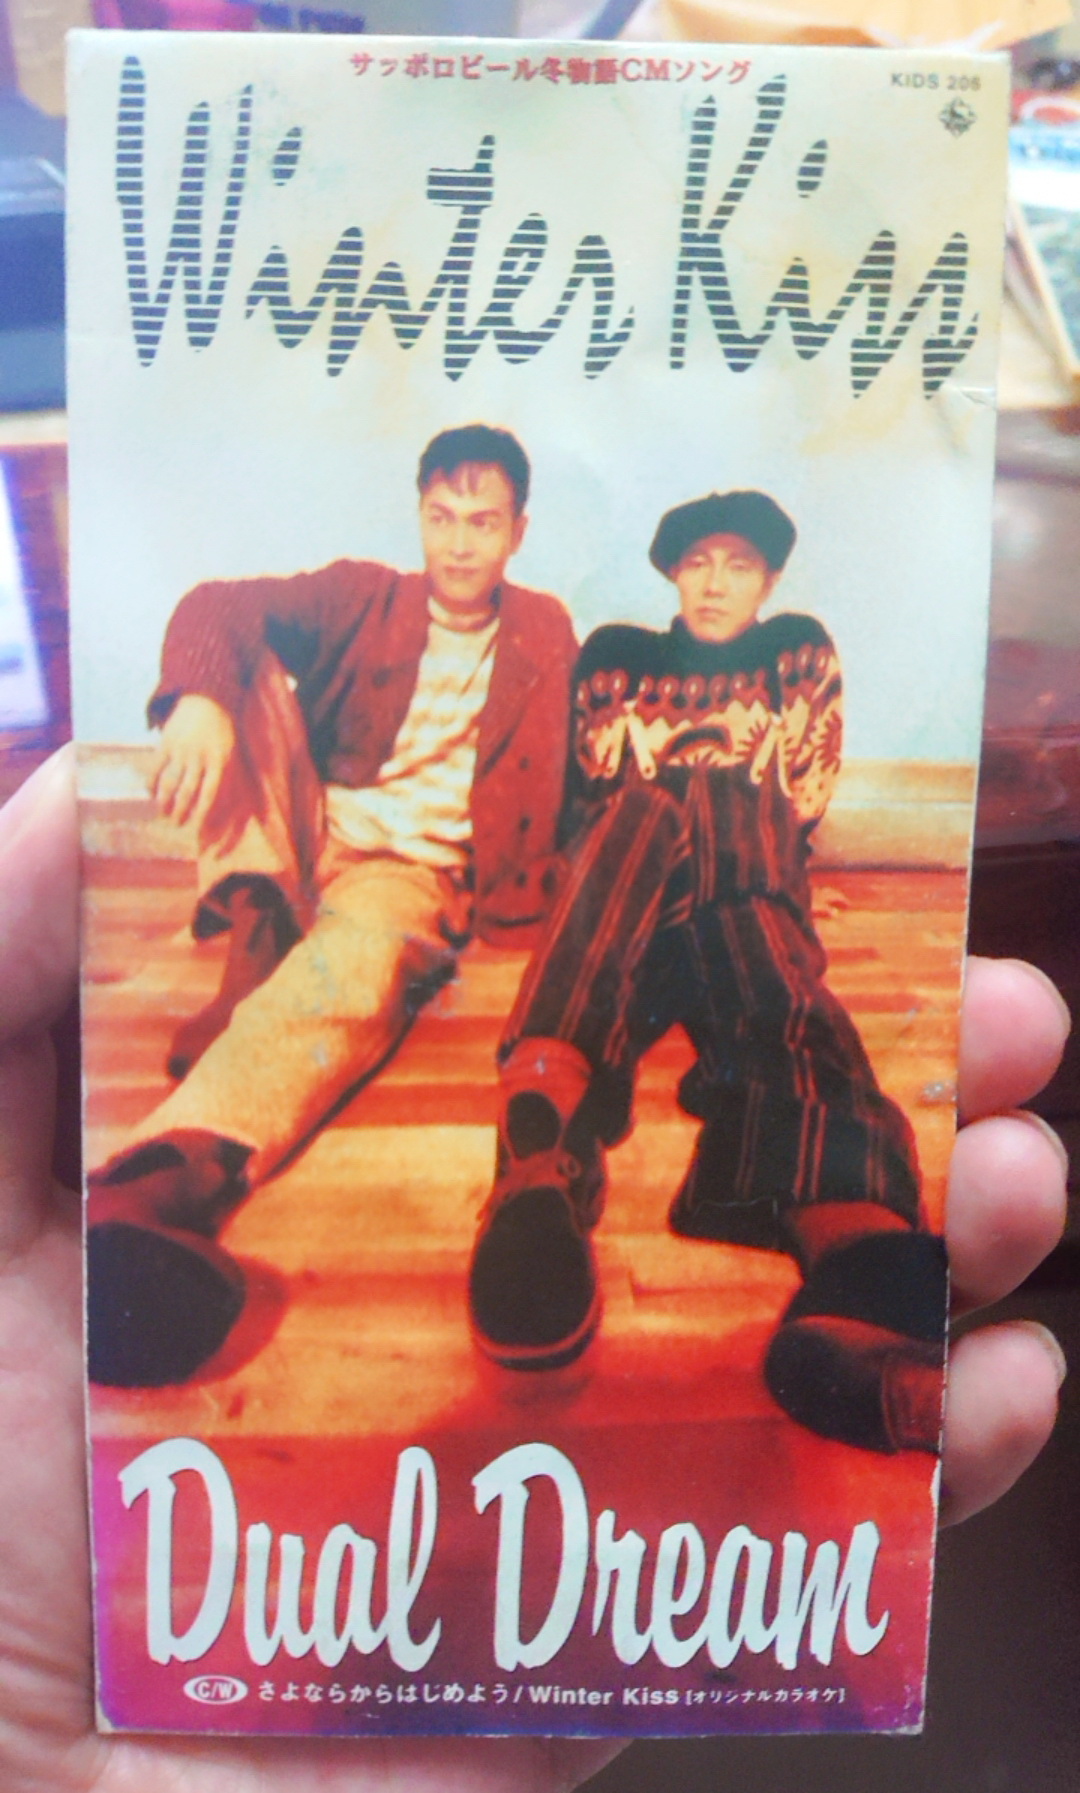 サッポロビール冬物語CMソング
KIDS 206
Winter Kiss
Dual Dream
C/W さよならからはじめよう/Winter Kiss [オリジナルカラオケ]